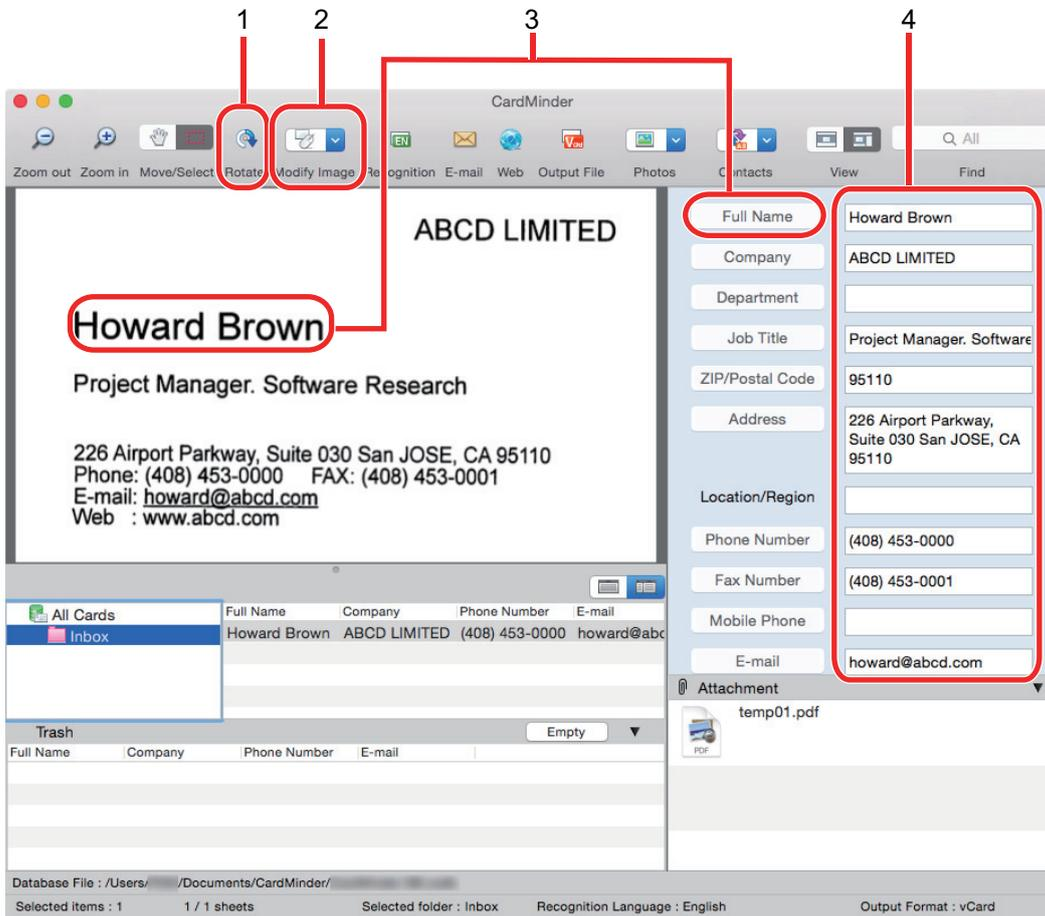 1 2 3 4
CardMinder
EN
All
Zoom out Zoom in Move/Select Rotate Modify Image Recognition E-mail Web Output File Photos Contacts View Find
ABCD LIMITED
Howard Brown
Project Manager. Software Research
226 Airport Parkway, Suite 030 San JOSE, CA 95110
Phone: (408) 453-0000 FAX: (408) 453-0001
E-mail: howard@abcd.com
Web : www.abcd.com
Full Name Howard Brown
Company ABCD LIMITED
Department
Job Title Project Manager. Software
ZIP/Postal Code 95110
Address 226 Airport Parkway,
Suite 030 San JOSE, CA
95110
Location/Region
Phone Number (408) 453-0000
Fax Number (408) 453-0001
Mobile Phone
E-mail howard@abcd.com
All Cards
Inbox
Full Name Company Phone Number E-mail
Howard Brown ABCD LIMITED (408) 453-0000 howard@abc
Trash Empty
Full Name Company Phone Number E-mail
Attachment
temp01.pdf
PDF
Database File : /Users/ /Documents/CardMinder/
Selected items : 1 1 / 1 sheets Selected folder : Inbox Recognition Language : English Output Format : vCard